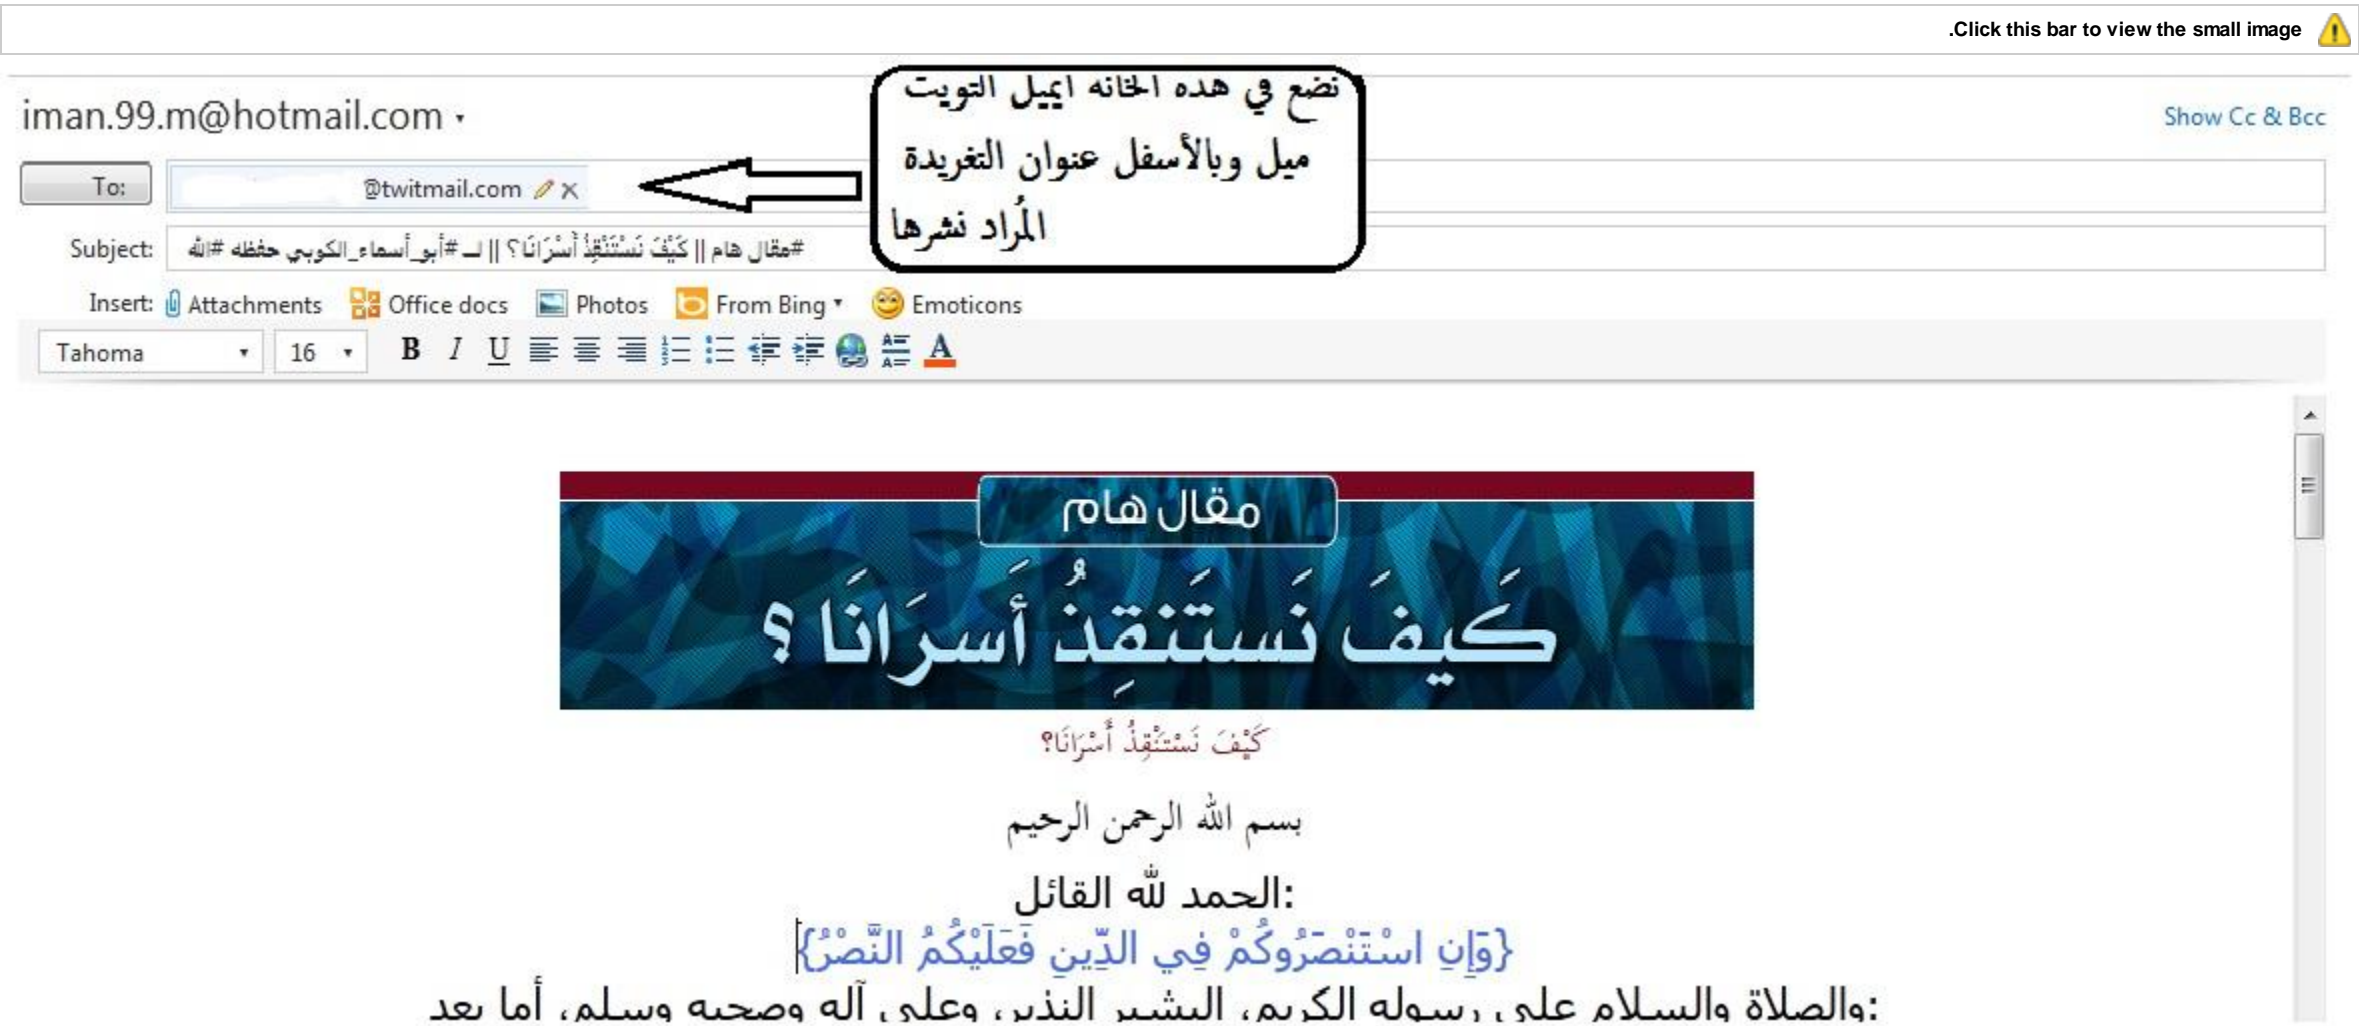 .Click this bar to view the small image
iman.99.m@hotmail.com
Show Cc & Bcc
نضع في هده الخانه ايميل التويت
ميل وبالأسفل عنوان التغريدة
المُراد نشرها
To:
@twitmail.com
Subject:
#مقال هام || كَيْفَ نَسْتَنْقِذُ أَسْرَانَا؟ || لـ #أبو_أسماء_الكوبي حفظه #الله
Insert: Attachments Office docs Photos From Bing Emoticons
Tahoma 16 B I U A
مقال هام
كَيفَ نَستَنقِذُ أَسرَانَا ؟
كَيْفَ نَسْتَنْقِذُ أَسْرَانَا؟
بسم الله الرحمن الرحيم
الحمد لله القائل:
{وَإِنِ اسْتَنْصَرُوكُمْ فِي الدِّينِ فَعَلَيْكُمُ النَّصْرُ}
والصلاة والسلام على رسوله الكريم، البشير النذير، وعلى آله وصحبه وسلم، أما بعد: